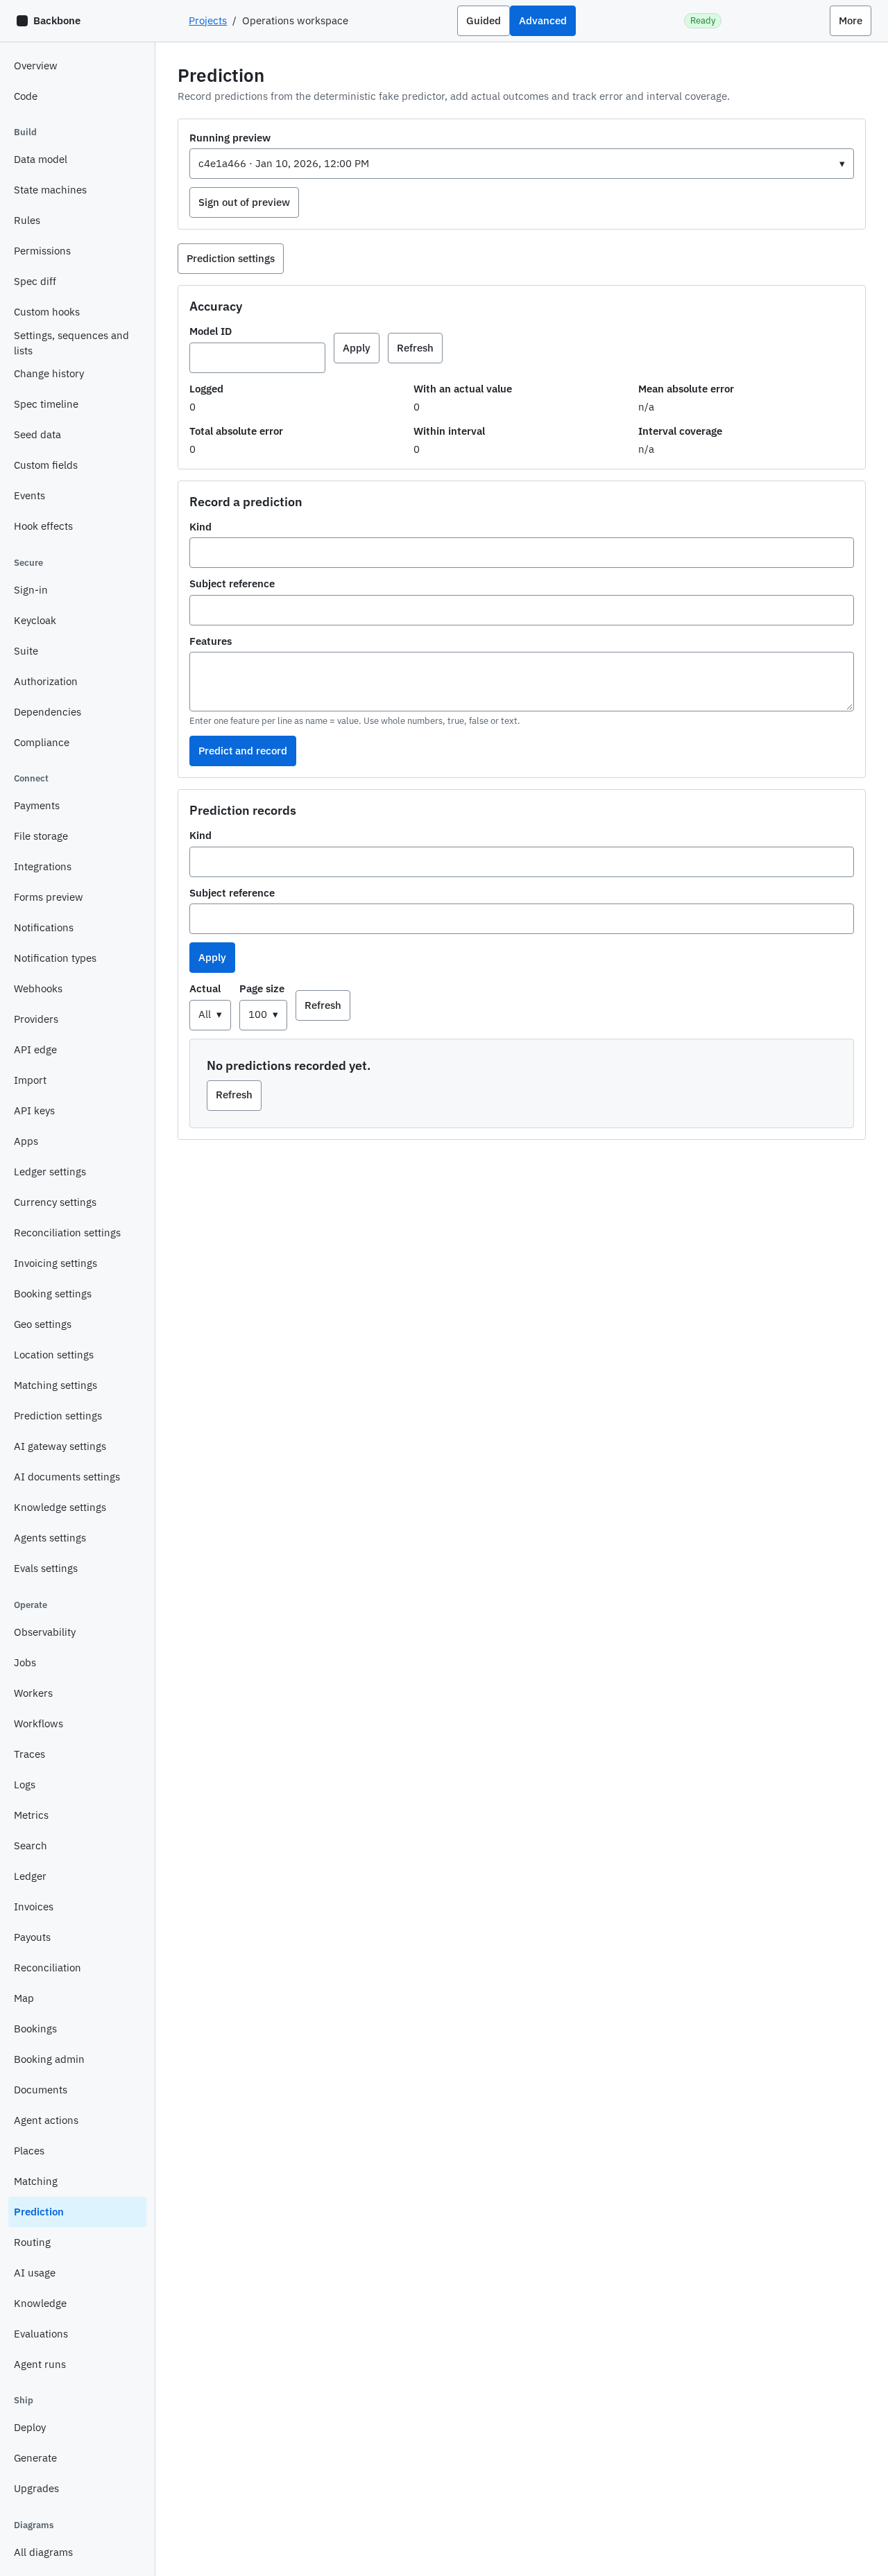 Backbone
Projects / Operations workspace
Guided
Advanced
Ready
More
Overview
Code
Build
Data model
State machines
Rules
Permissions
Spec diff
Custom hooks
Settings, sequences and
lists
Change history
Spec timeline
Seed data
Custom fields
Events
Hook effects
Secure
Sign-in
Keycloak
Suite
Authorization
Dependencies
Compliance
Connect
Payments
File storage
Integrations
Forms preview
Notifications
Notification types
Webhooks
Providers
API edge
Import
API keys
Apps
Ledger settings
Currency settings
Reconciliation settings
Invoicing settings
Booking settings
Geo settings
Location settings
Matching settings
Prediction settings
AI gateway settings
AI documents settings
Knowledge settings
Agents settings
Evals settings
Operate
Observability
Jobs
Workers
Workflows
Traces
Logs
Metrics
Search
Ledger
Invoices
Payouts
Reconciliation
Map
Bookings
Booking admin
Documents
Agent actions
Places
Matching
Prediction
Routing
AI usage
Knowledge
Evaluations
Agent runs
Ship
Deploy
Generate
Upgrades
Diagrams
All diagrams
Prediction
Record predictions from the deterministic fake predictor, add actual outcomes and track error and interval coverage.
Running preview
c4e1a466 · Jan 10, 2026, 12:00 PM
Sign out of preview
Prediction settings
Accuracy
Model ID
Apply
Refresh
Logged
0
With an actual value
0
Mean absolute error
n/a
Total absolute error
0
Within interval
0
Interval coverage
n/a
Record a prediction
Kind
Subject reference
Features
Enter one feature per line as name = value. Use whole numbers, true, false or text.
Predict and record
Prediction records
Kind
Subject reference
Apply
Actual
All
Page size
100
Refresh
No predictions recorded yet.
Refresh